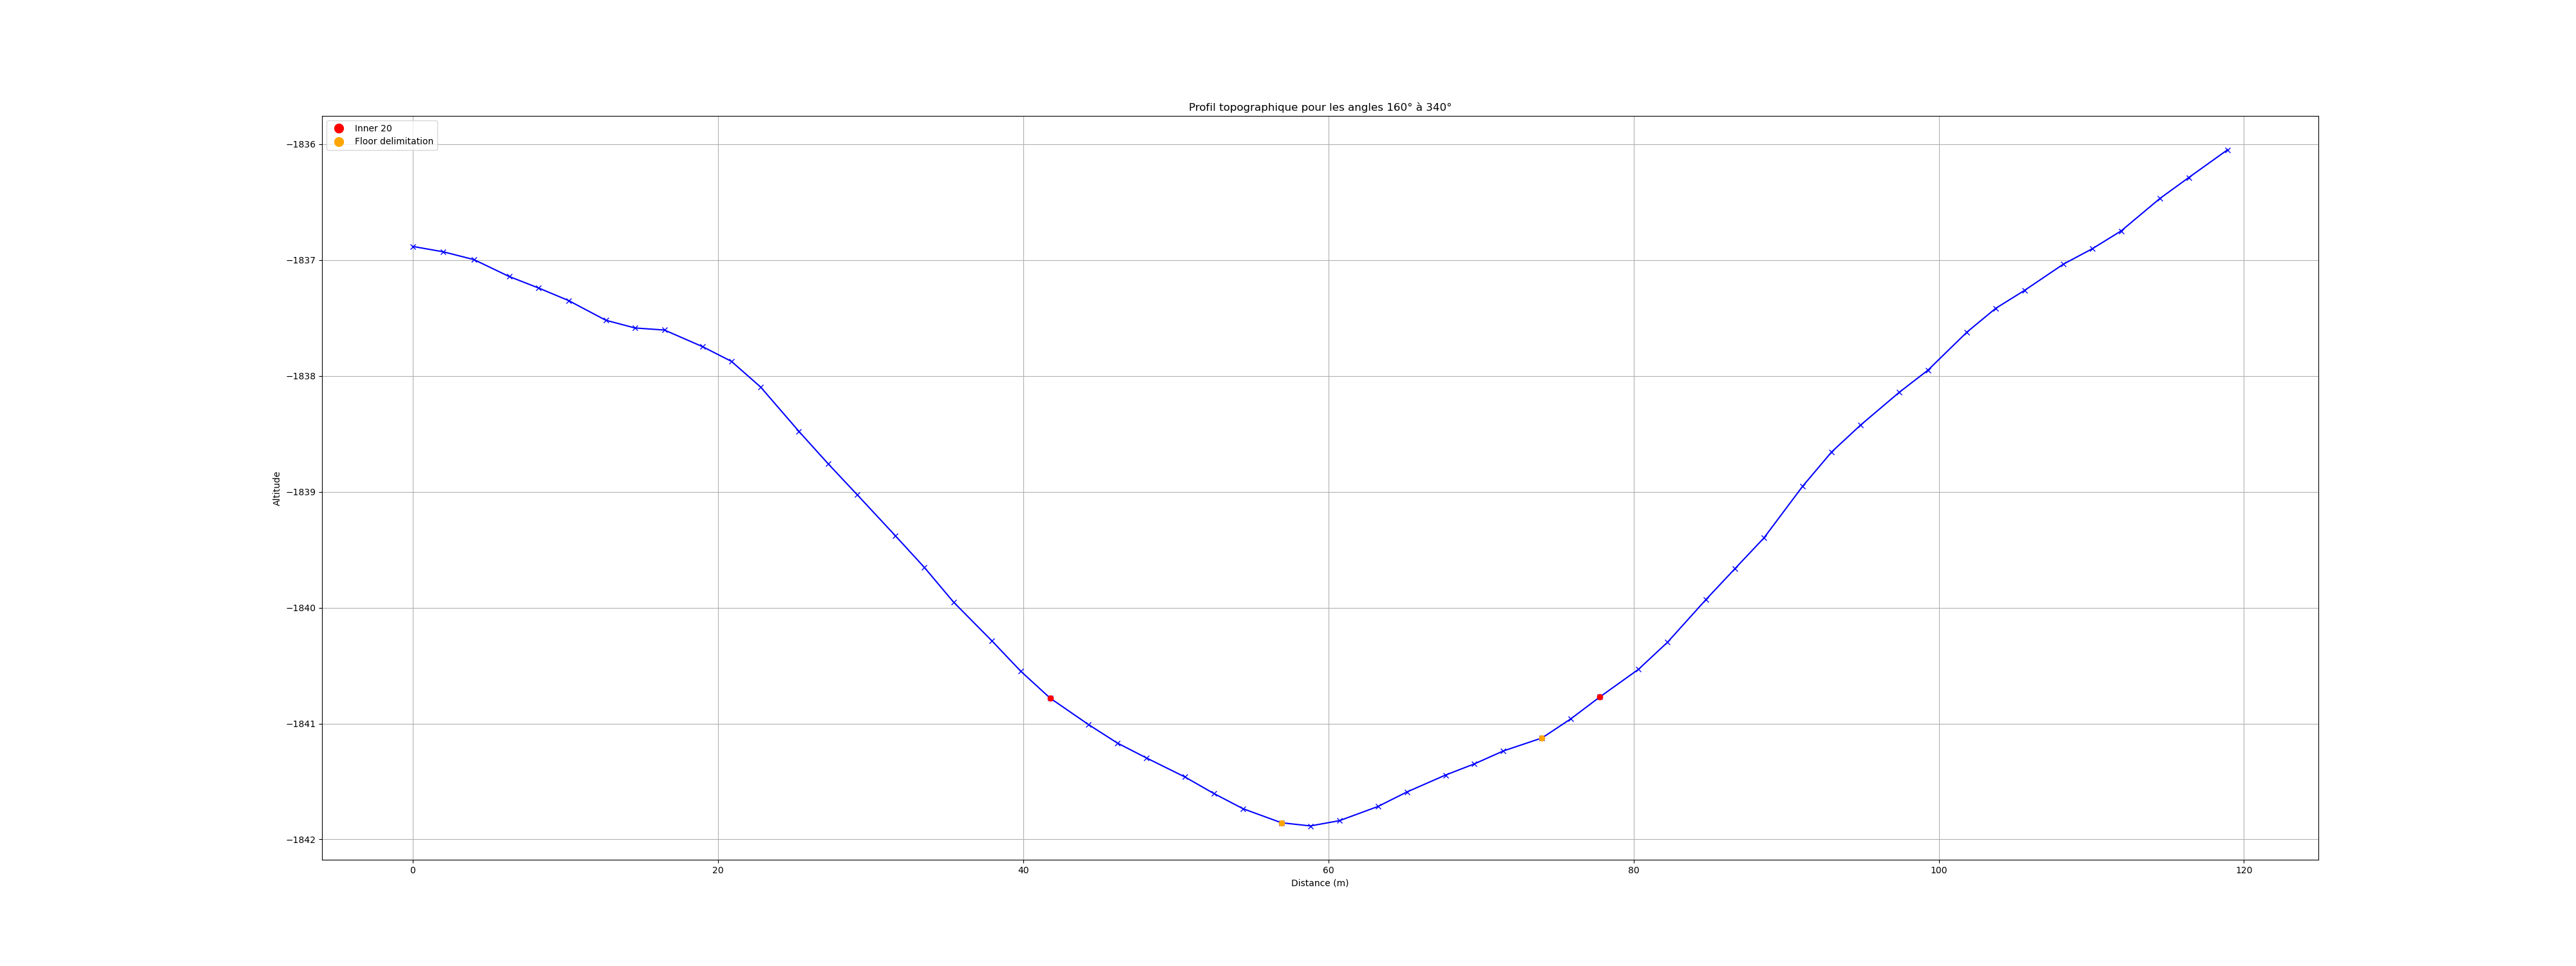 Profil topographique pour les angles 160° à 340°
Inner 20
Floor delimitation
−1836
−1837
−1838
−1839
−1840
−1841
−1842
Altitude
0
20
40
60
80
100
120
Distance (m)